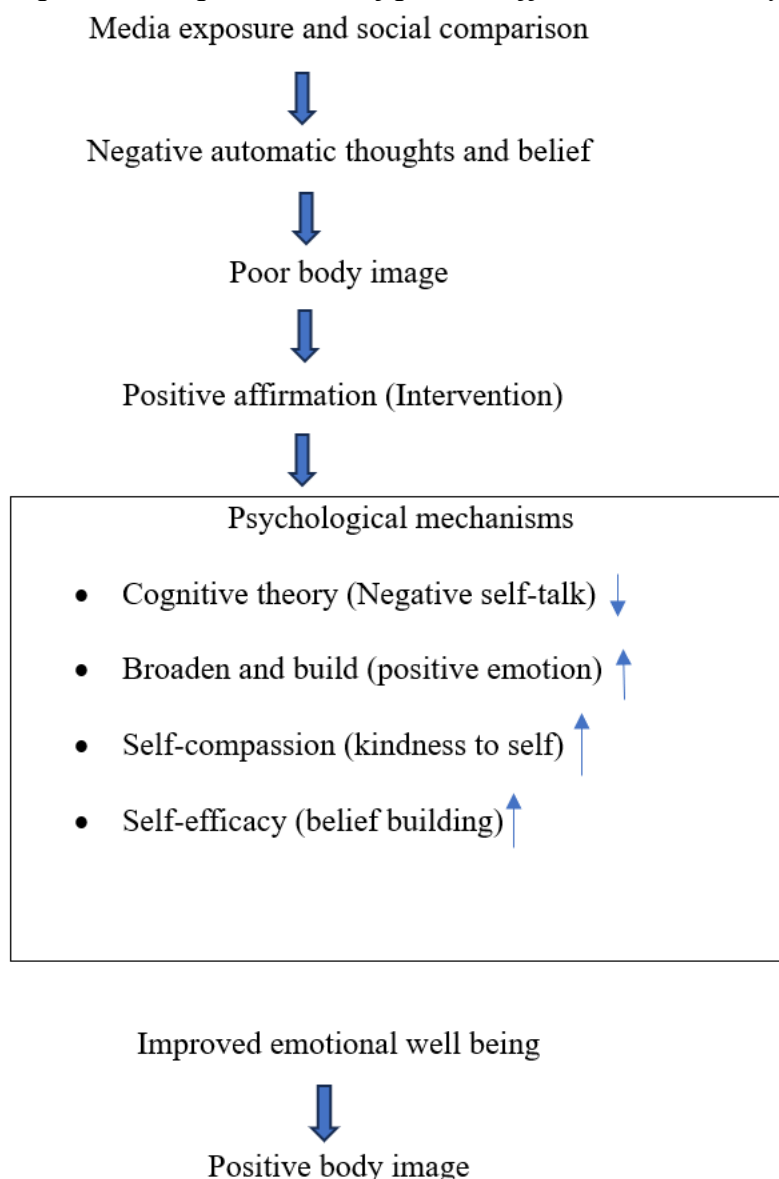 Media exposure and social comparison
Negative automatic thoughts and belief
Poor body image
Positive affirmation (Intervention)
Psychological mechanisms
• Cognitive theory (Negative self-talk)
• Broaden and build (positive emotion)
• Self-compassion (kindness to self)
• Self-efficacy (belief building)
Improved emotional well being
Positive body image